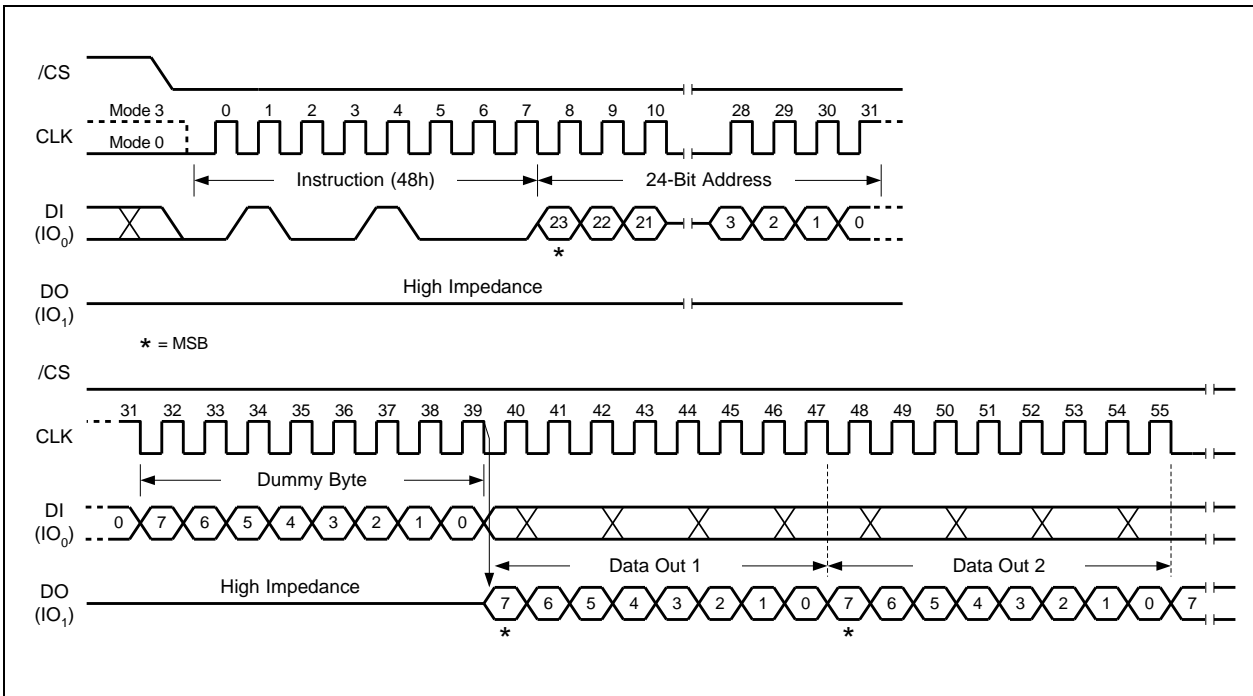 /CS
Mode 3 0 1 2 3 4 5 6 7 8 9 10 28 29 30 31
CLK
Mode 0
Instruction (48h) 24-Bit Address
DI
(IO0) 23 22 21 3 2 1 0
*
High Impedance
DO
(IO1)
* = MSB
/CS
31 32 33 34 35 36 37 38 39 40 41 42 43 44 45 46 47 48 49 50 51 52 53 54 55
CLK
Dummy Byte
DI
(IO0) 0 7 6 5 4 3 2 1 0
Data Out 1 Data Out 2
High Impedance
DO
(IO1) 7 6 5 4 3 2 1 0 7 6 5 4 3 2 1 0 7
* *